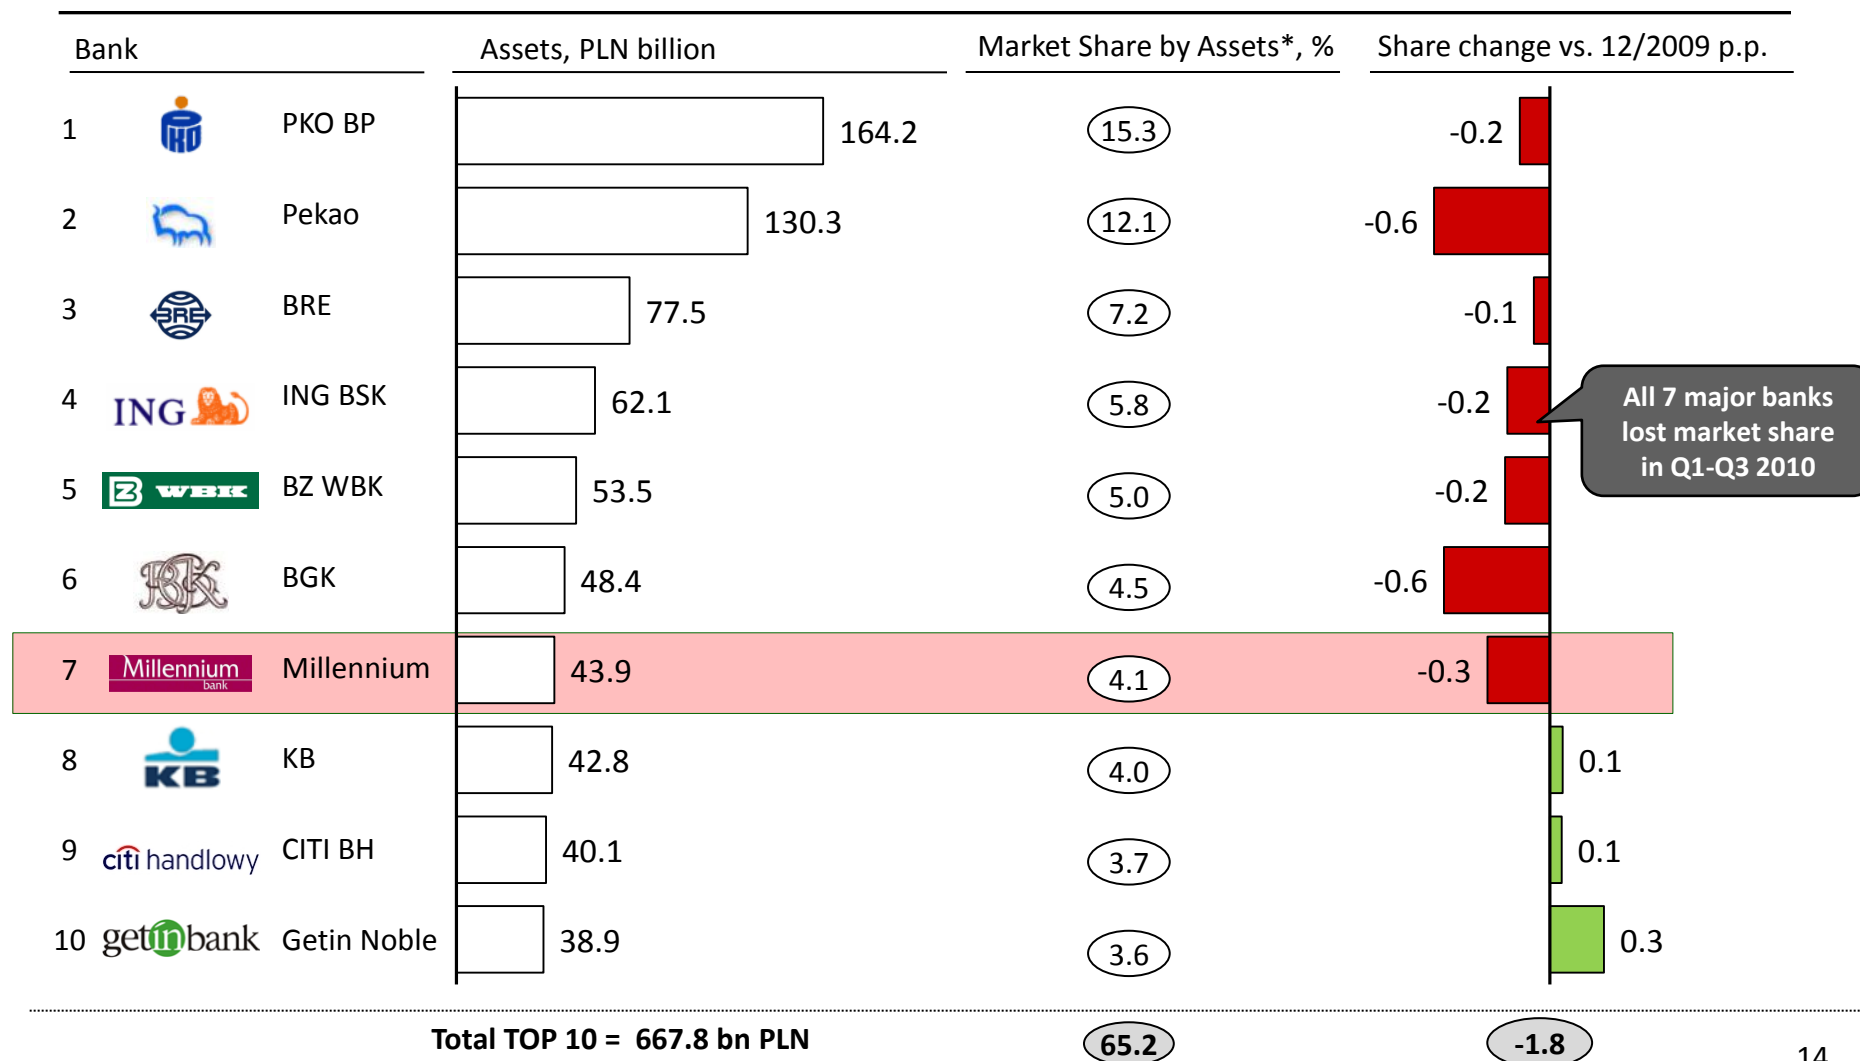 Bank Assets, PLN billion Market Share by Assets*, % Share change vs. 12/2009 p.p.
1 PKO PKO BP 164.2 15.3 -0.2
2 Pekao 130.3 12.1 -0.6
3 BRE BRE 77.5 7.2 -0.1
4 ING ING BSK 62.1 5.8 -0.2
All 7 major banks
lost market share
in Q1-Q3 2010
5 BZ WBK BZ WBK 53.5 5.0 -0.2
6 BGK BGK 48.4 4.5 -0.6
7 Millennium bank Millennium 43.9 4.1 -0.3
8 KB KB 42.8 4.0 0.1
9 citi handlowy CITI BH 40.1 3.7 0.1
10 getinbank Getin Noble 38.9 3.6 0.3
Total TOP 10 = 667.8 bn PLN 65.2 -1.8
14